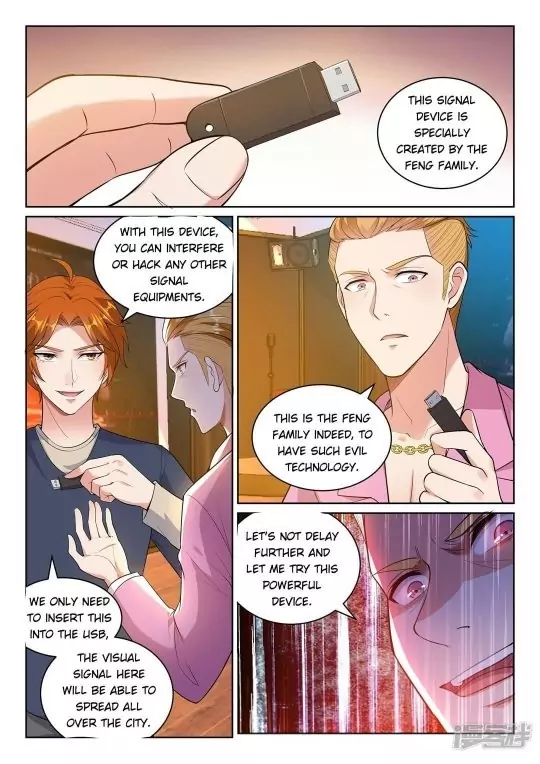 THIS SIGNAL
DEVICE IS
SPECIALLY
CREATED BY THE
FENG FAMILY.
WITH THIS DEVICE,
YOU CAN INTERFERE
OR HACK ANY OTHER
SIGNAL
EQUIPMENTS.
THIS IS THE FENG
FAMILY INDEED, TO
HAVE SUCH EVIL
TECHNOLOGY.
WE ONLY NEED
TO INSERT THIS
INTO THE USB,
THE VISUAL
SIGNAL HERE
WILL BE ABLE TO
SPREAD ALL
OVER THE CITY.
LET'S NOT DELAY
FURTHER AND
LET ME TRY THIS
POWERFUL
DEVICE.
漫客栈